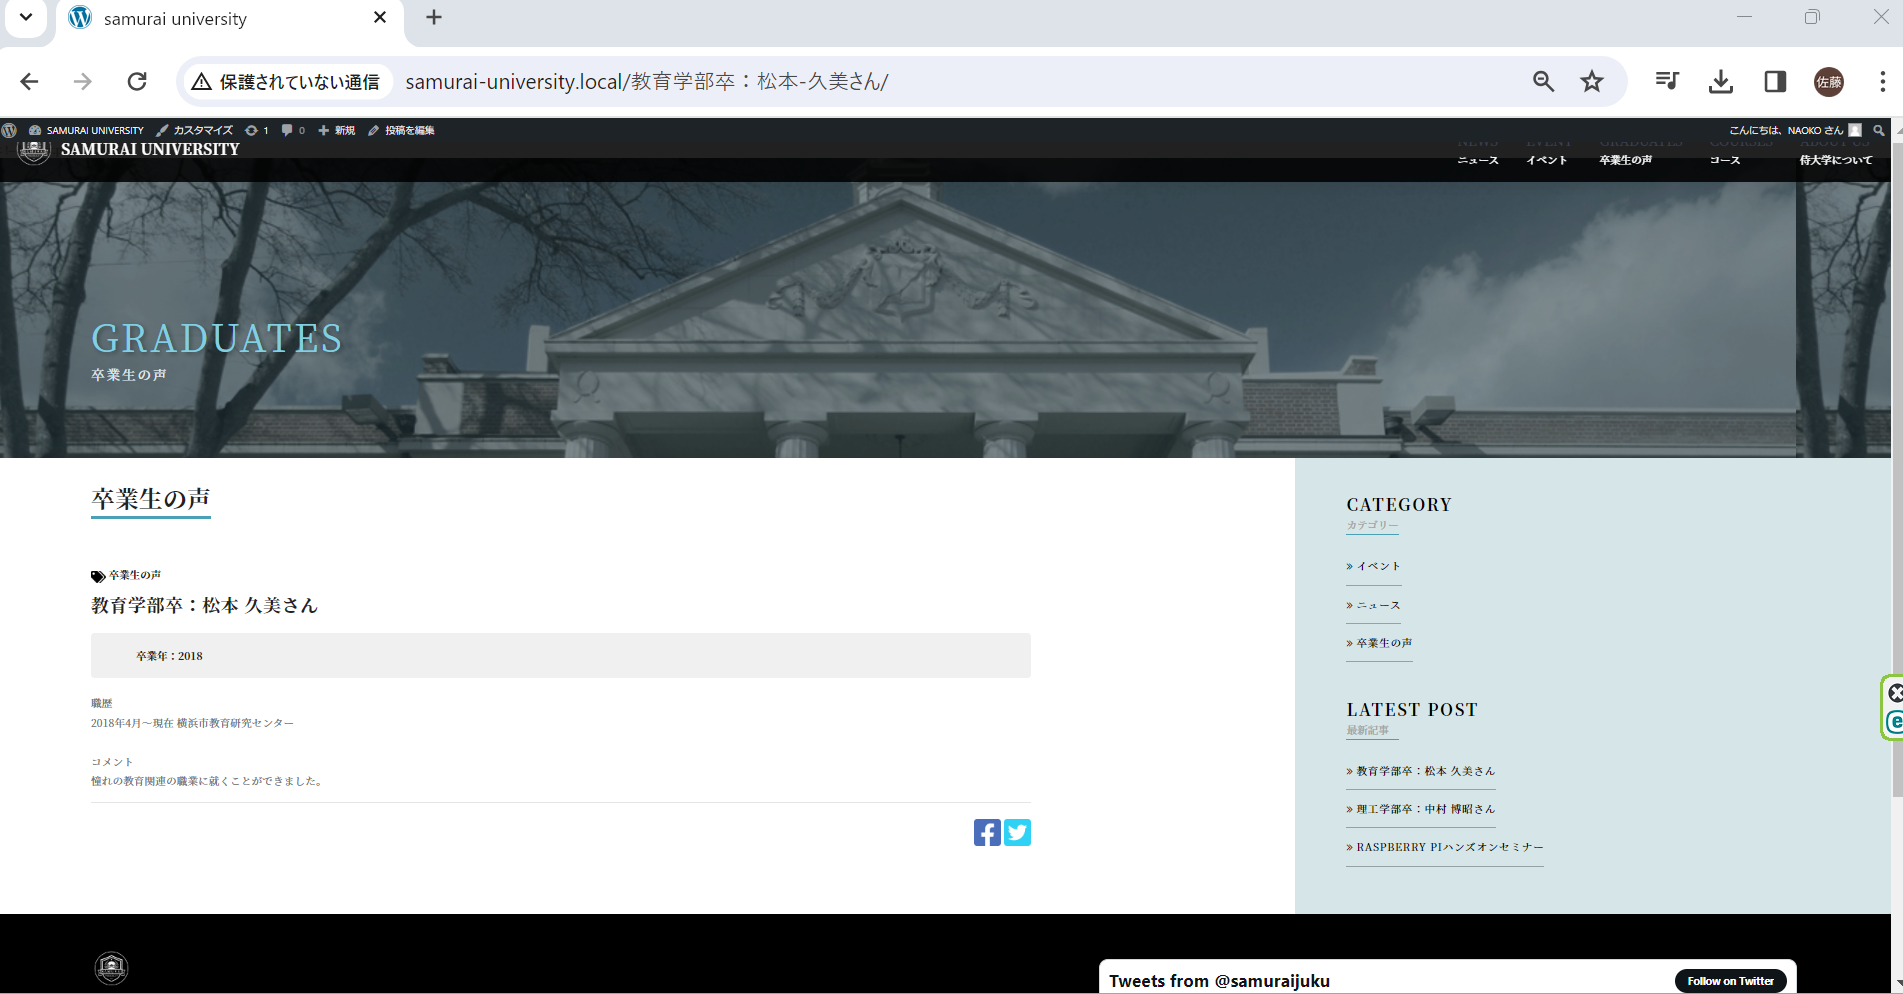 samurai university
保護されていない通信
samurai-university.local/教育学部卒：松本-久美さん/
佐藤
SAMURAI UNIVERSITY
カスタマイズ
1
0
新規
投稿を編集
こんにちは、NAOKO さん
SAMURAI UNIVERSITY
NEWS EVENT GRADUATES COURSES ABOUT US
ニュース イベント 卒業生の声 コース 侍大学について
GRADUATES
卒業生の声
卒業生の声
卒業生の声
教育学部卒：松本 久美さん
卒業年：2018
職歴
2018年4月～現在 横浜市教育研究センター
コメント
憧れの教育関連の職業に就くことができました。
CATEGORY
カテゴリー
» イベント
» ニュース
» 卒業生の声
LATEST POST
最新記事
» 教育学部卒：松本 久美さん
» 理工学部卒：中村 博昭さん
» RASPBERRY PIハンズオンセミナー
Tweets from @samuraijuku
Follow on Twitter